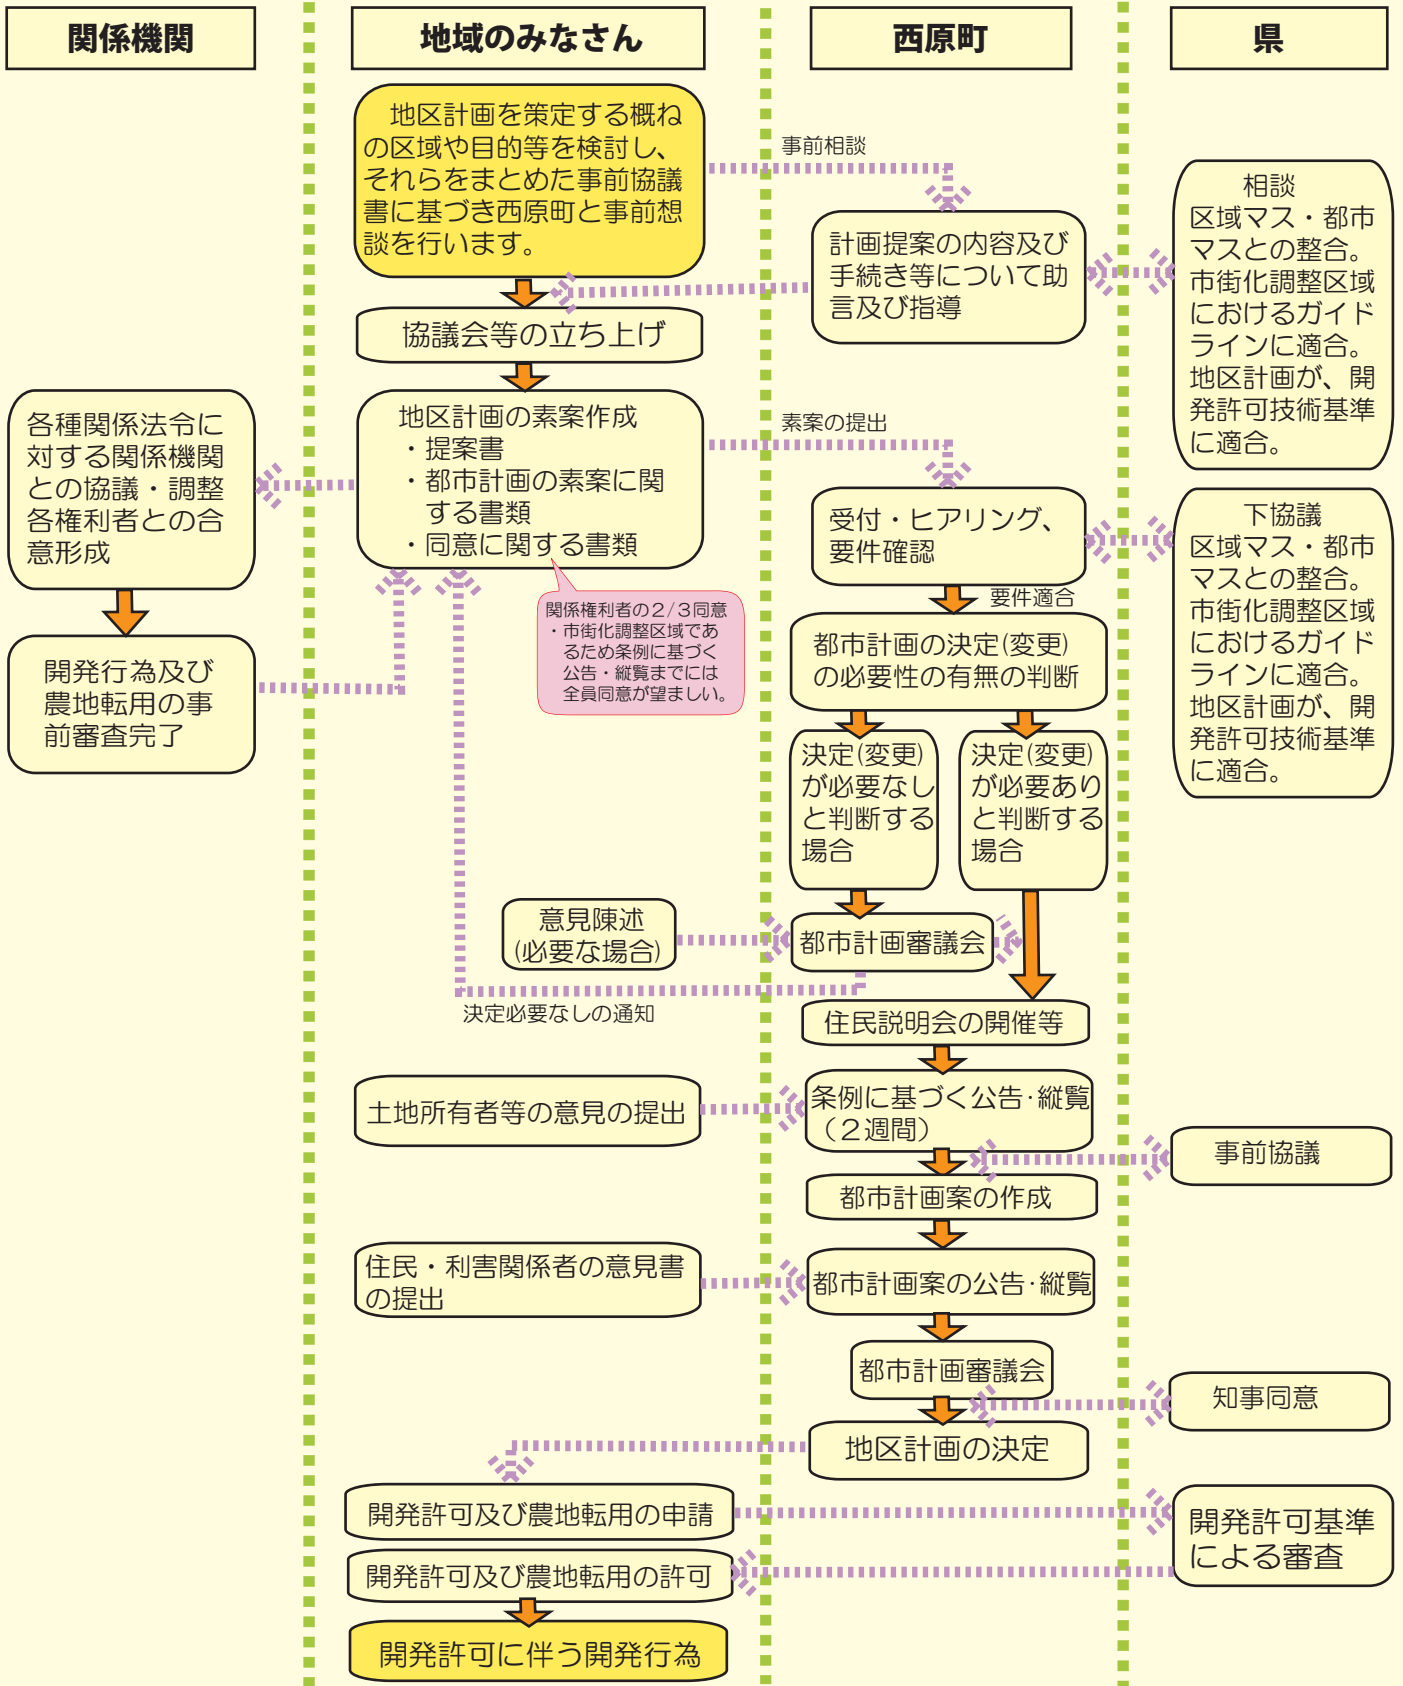 関係機関
地域のみなさん
西原町
県
地区計画を策定する概ね
の区域や目的等を検討し、
それらをまとめた事前協議
書に基づき西原町と事前想
談を行います。
事前相談
計画提案の内容及び
手続き等について助
言及び指導
相談
区域マス・都市
マスとの整合。
市街化調整区域
におけるガイド
ラインに適合。
地区計画が、開
発許可技術基準
に適合。
協議会等の立ち上げ
地区計画の素案作成
・提案書
・都市計画の素案に関
する書類
・同意に関する書類
素案の提出
各種関係法令に
対する関係機関
との協議・調整
各権利者との合
意形成
受付・ヒアリング、
要件確認
下協議
区域マス・都市
マスとの整合。
市街化調整区域
におけるガイド
ラインに適合。
地区計画が、開
発許可技術基準
に適合。
関係権利者の２/３同意
・市街化調整区域であ
るため条例に基づく
公告・縦覧までには
全員同意が望ましい。
要件適合
開発行為及び
農地転用の事
前審査完了
都市計画の決定(変更)
の必要性の有無の判断
決定(変更)
が必要なし
と判断する
場合
決定(変更)
が必要あり
と判断する
場合
意見陳述
(必要な場合)
都市計画審議会
決定必要なしの通知
住民説明会の開催等
土地所有者等の意見の提出
条例に基づく公告･縦覧
（２週間）
事前協議
都市計画案の作成
住民・利害関係者の意見書
の提出
都市計画案の公告･縦覧
都市計画審議会
知事同意
地区計画の決定
開発許可及び農地転用の申請
開発許可基準
による審査
開発許可及び農地転用の許可
開発許可に伴う開発行為